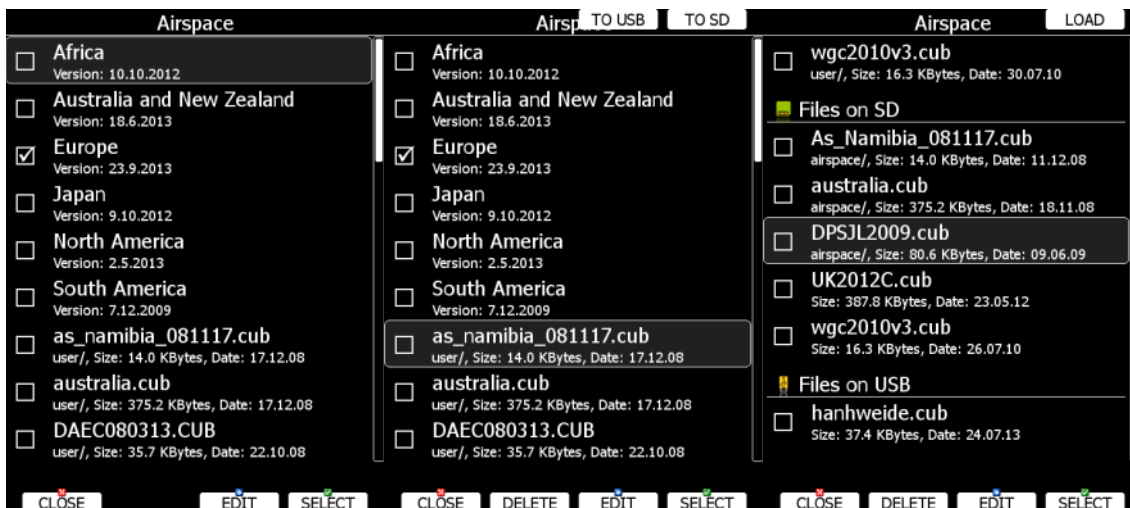 Airspace
Africa
Version: 10.10.2012
Australia and New Zealand
Version: 18.6.2013
Europe
Version: 23.9.2013
Japan
Version: 9.10.2012
North America
Version: 2.5.2013
South America
Version: 7.12.2009
as_namibia_081117.cub
user/, Size: 14.0 KBytes, Date: 17.12.08
australia.cub
user/, Size: 375.2 KBytes, Date: 17.12.08
DAEC080313.CUB
user/, Size: 35.7 KBytes, Date: 22.10.08
CLOSE EDIT SELECT
Airsp TO USB TO SD
Africa
Version: 10.10.2012
Australia and New Zealand
Version: 18.6.2013
Europe
Version: 23.9.2013
Japan
Version: 9.10.2012
North America
Version: 2.5.2013
South America
Version: 7.12.2009
as_namibia_081117.cub
user/, Size: 14.0 KBytes, Date: 17.12.08
australia.cub
user/, Size: 375.2 KBytes, Date: 17.12.08
DAEC080313.CUB
user/, Size: 35.7 KBytes, Date: 22.10.08
CLOSE DELETE EDIT SELECT
Airspace LOAD
wgc2010v3.cub
user/, Size: 16.3 KBytes, Date: 30.07.10
Files on SD
As_Namibia_081117.cub
airspace/, Size: 14.0 KBytes, Date: 11.12.08
australia.cub
airspace/, Size: 375.2 KBytes, Date: 18.11.08
DPSJL2009.cub
airspace/, Size: 80.6 KBytes, Date: 09.06.09
UK2012C.cub
Size: 387.8 KBytes, Date: 23.05.12
wgc2010v3.cub
Size: 16.3 KBytes, Date: 26.07.10
Files on USB
hanhweide.cub
Size: 37.4 KBytes, Date: 24.07.13
CLOSE DELETE EDIT SELECT